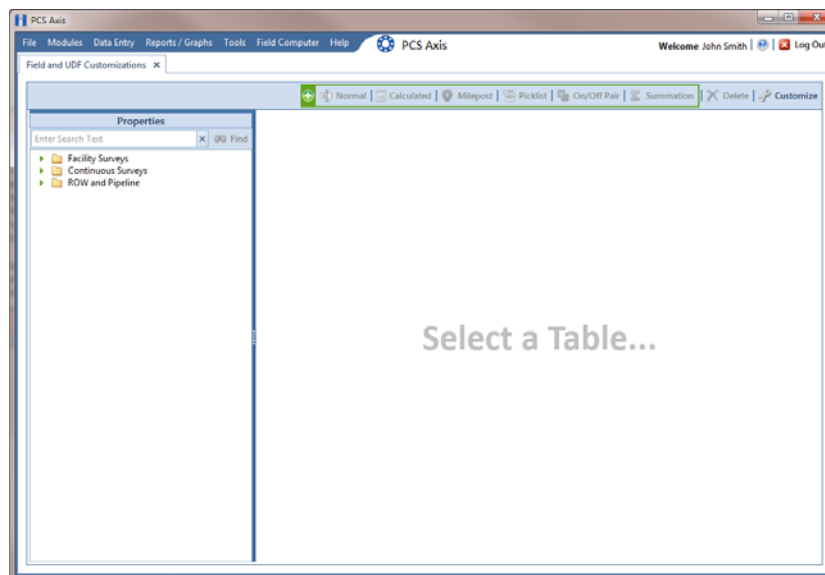 PCS Axis
File Modules Data Entry Reports / Graphs Tools Field Computer Help PCS Axis Welcome John Smith | | Log Out
Field and UDF Customizations ×
Normal | Calculated | Milepost | Picklist | On/Off Pair | Summation | Delete | Customize
Properties
Enter Search Text × Find
Facility Surveys
Continuous Surveys
ROW and Pipeline
Select a Table...